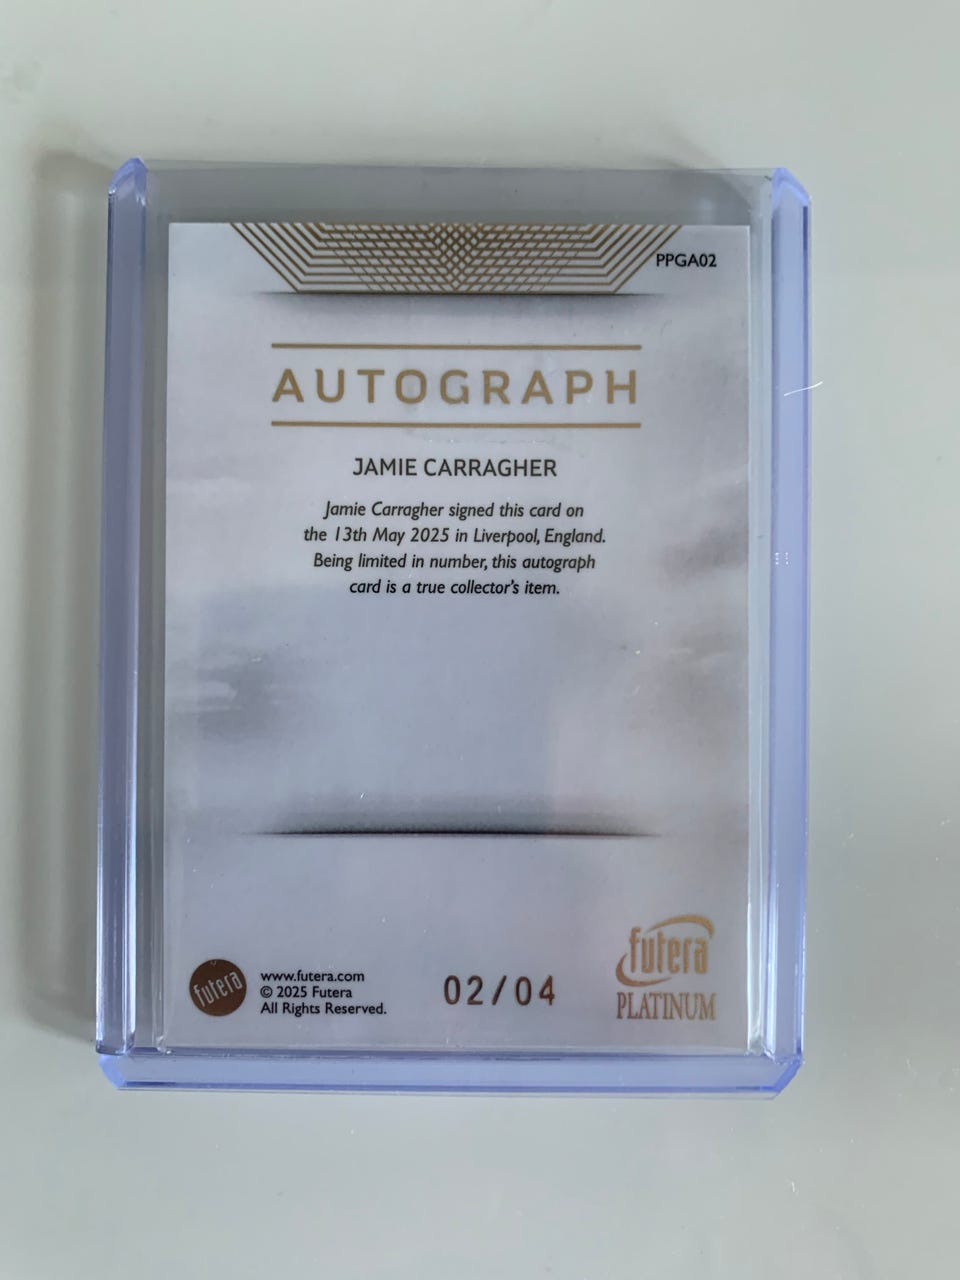 PPGA02
AUTOGRAPH
JAMIE CARRAGHER
Jamie Carragher signed this card on
the 13th May 2025 in Liverpool, England.
Being limited in number, this autograph
card is a true collector's item.
futera
www.futera.com
© 2025 Futera
All Rights Reserved.
02/04
futera
PLATINUM